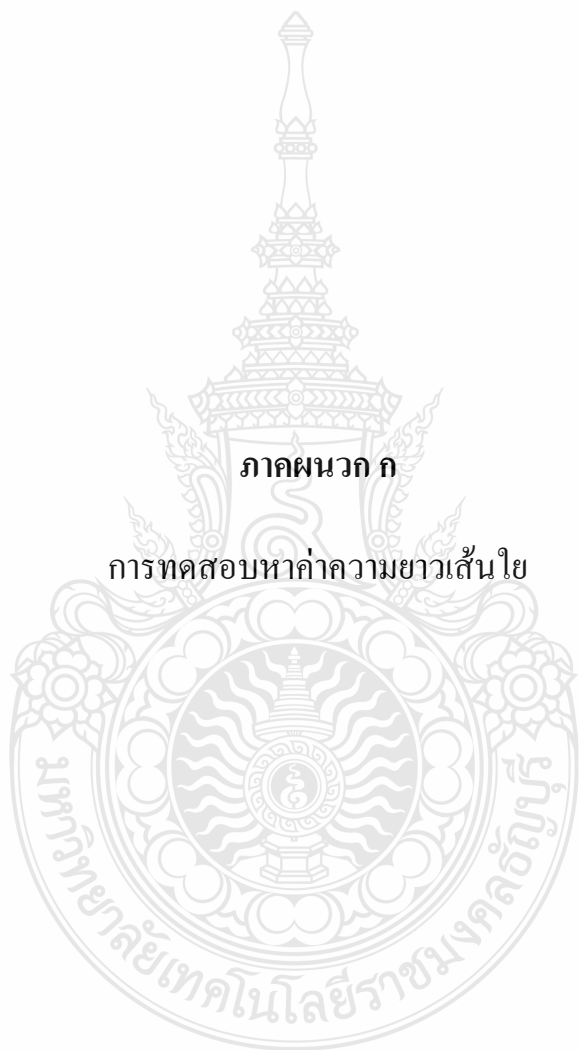 ภาคผนวก ก
การทดสอบหาค่าความยาวเส้นใย
มหาวิทยาลัยเทคโนโลยีราชมงคลธัญบุรี